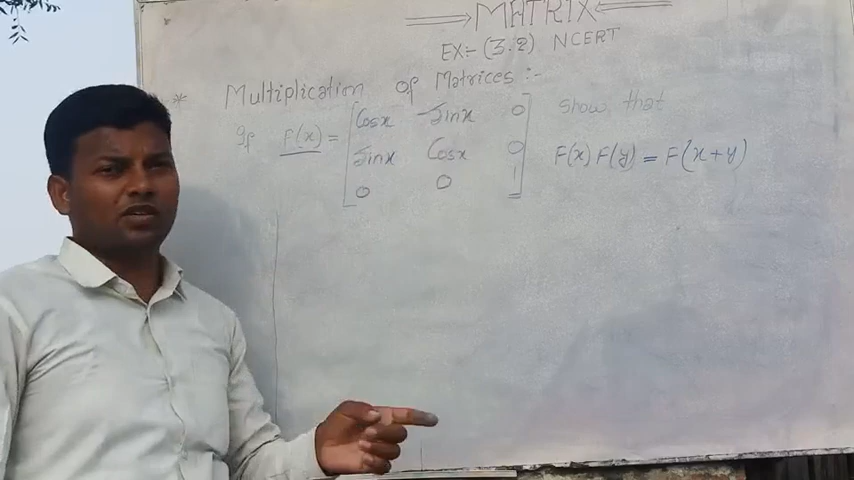 MATRIX
EX:- (3.2) NCERT
* Multiplication of Matrices :-
If F(x) = [Cosx -Sinx 0 Show that
Sinx Cosx 0 F(x) F(y) = F(x+y)
0 0 1]